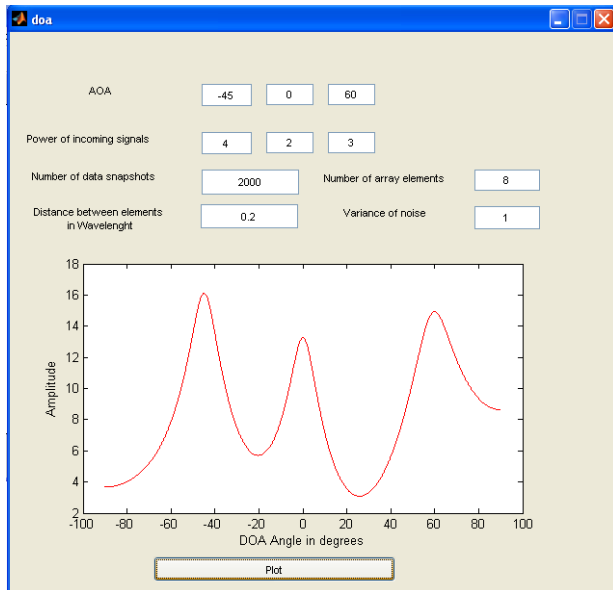 doa
AOA
-45 0 60
Power of incoming signals
4 2 3
Number of data snapshots 2000 Number of array elements 8
Distance between elements
in Wavelenght
0.2 Variance of noise 1
18
16
14
12
10
8
6
4
2
Amplitude
-100 -80 -60 -40 -20 0 20 40 60 80 100
DOA Angle in degrees
Plot